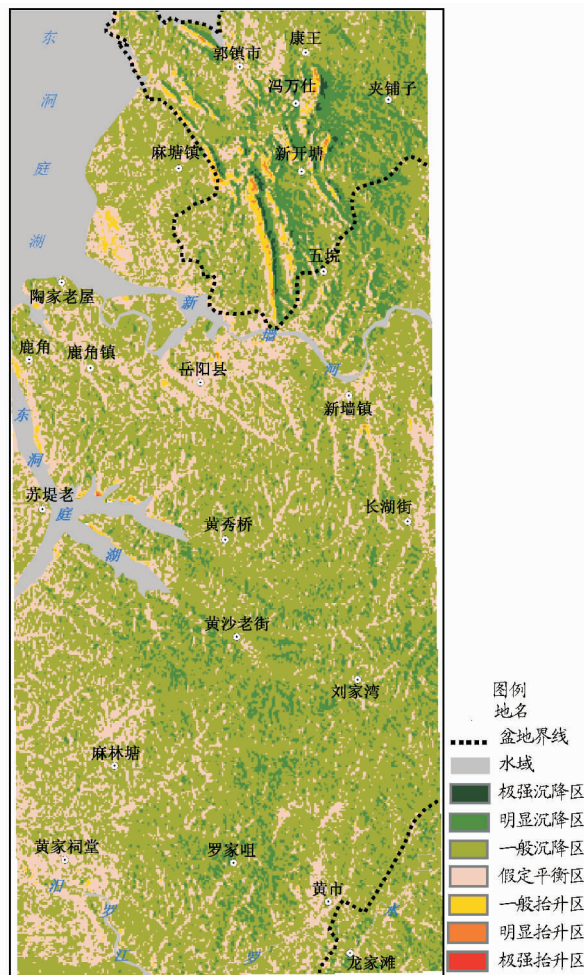 东
洞
庭
湖
康王
郭镇市
冯万仕
夹铺子
麻塘镇
新开塘
五垸
陶家老屋
新
墙
河
鹿角
鹿角镇
岳阳县
新墙镇
东
洞
庭
湖
苏堤老
长湖街
黄秀桥
黄沙老街
刘家湾
麻林塘
黄家祠堂
罗家咀
黄市
汨
罗
江
罗
水
龙家滩
图例
地名
盆地界线
水域
极强沉降区
明显沉降区
一般沉降区
假定平衡区
一般抬升区
明显抬升区
极强抬升区